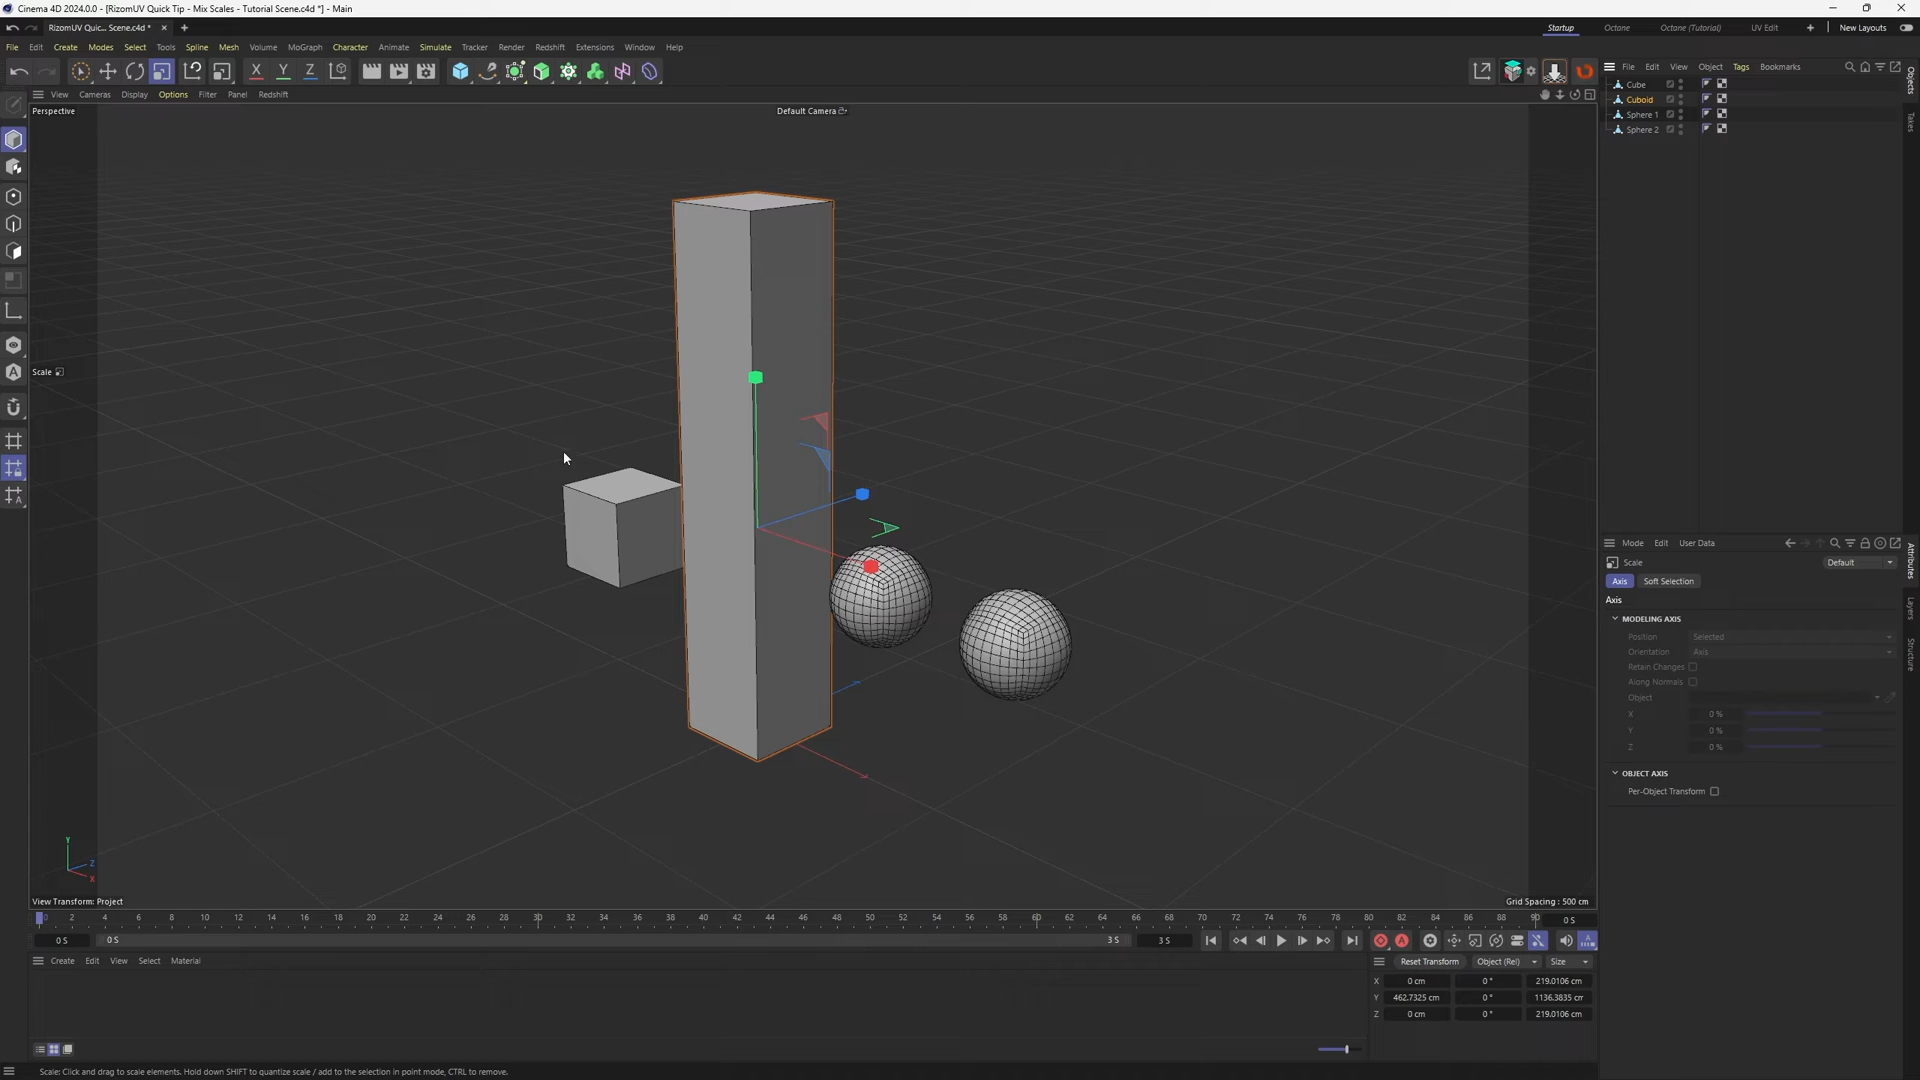 Cinema 4D 2024.0.0 - [RizomUV Quick Tip - Mix Scales - Tutorial Scene.c4d *] - Main
RizomUV Quic... Scene.c4d * Startup Octane Octane (Tutorial) UV Edit New Layouts
File Edit Create Modes Select Tools Spline Mesh Volume MoGraph Character Animate Simulate Tracker Render Redshift Extensions Window Help
X Y Z File Edit View Object Tags Bookmarks
View Cameras Display Options Filter Panel Redshift
Cube
Cuboid
Sphere 1
Sphere 2
Objects
Takes
Perspective Default Camera
Scale
Mode Edit User Data
Attributes
Layers
Structure
Scale Default
Axis Soft Selection
Axis
MODELING AXIS
Position Selected
Orientation Axis
Retain Changes
Along Normals
Object
X 0 %
Y 0 %
Z 0 %
OBJECT AXIS
Per-Object Transform
Y
Z
X
View Transform: Project Grid Spacing : 500 cm
0 2 4 6 8 10 12 14 16 18 20 22 24 26 28 30 32 34 36 38 40 42 44 46 48 50 52 54 56 58 60 62 64 66 68 70 72 74 76 78 80 82 84 86 88 90 0 S
0 S 0 S 3 S 3 S
Create Edit View Select Material
Reset Transform Object (Rel) Size
X 0 cm 0 ° 219.0106 cm
Y 462.7325 cm 0 ° 1136.3835 cm
Z 0 cm 0 ° 219.0106 cm
Scale: Click and drag to scale elements. Hold down SHIFT to quantize scale / add to the selection in point mode, CTRL to remove.